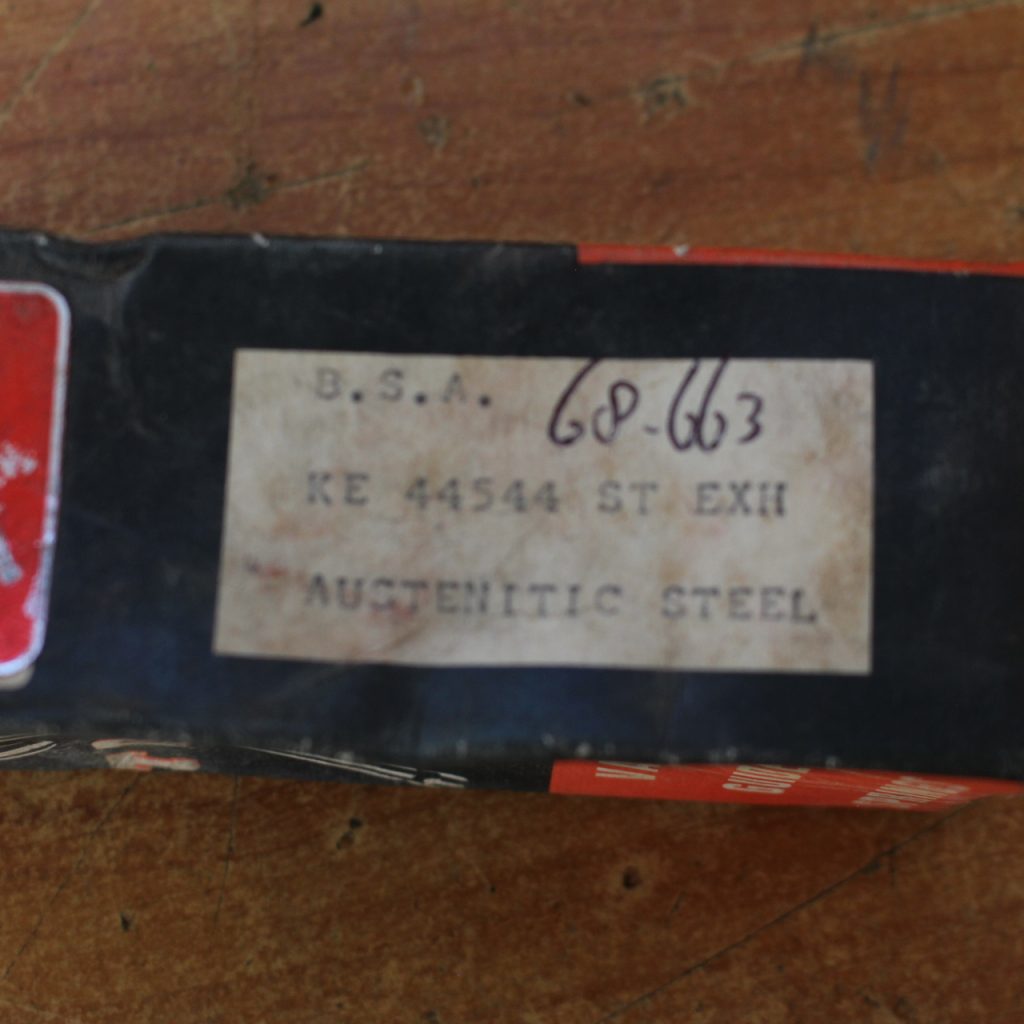 B.S.A. 68-663
KE 44544 ST EXH
AUSTENITIC STEEL